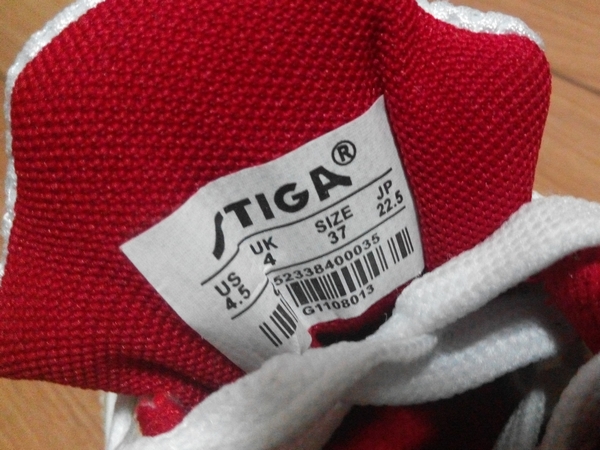 STIGA®
US UK SIZE JP
4.5 4 37 22.5
52338400035
G1108013